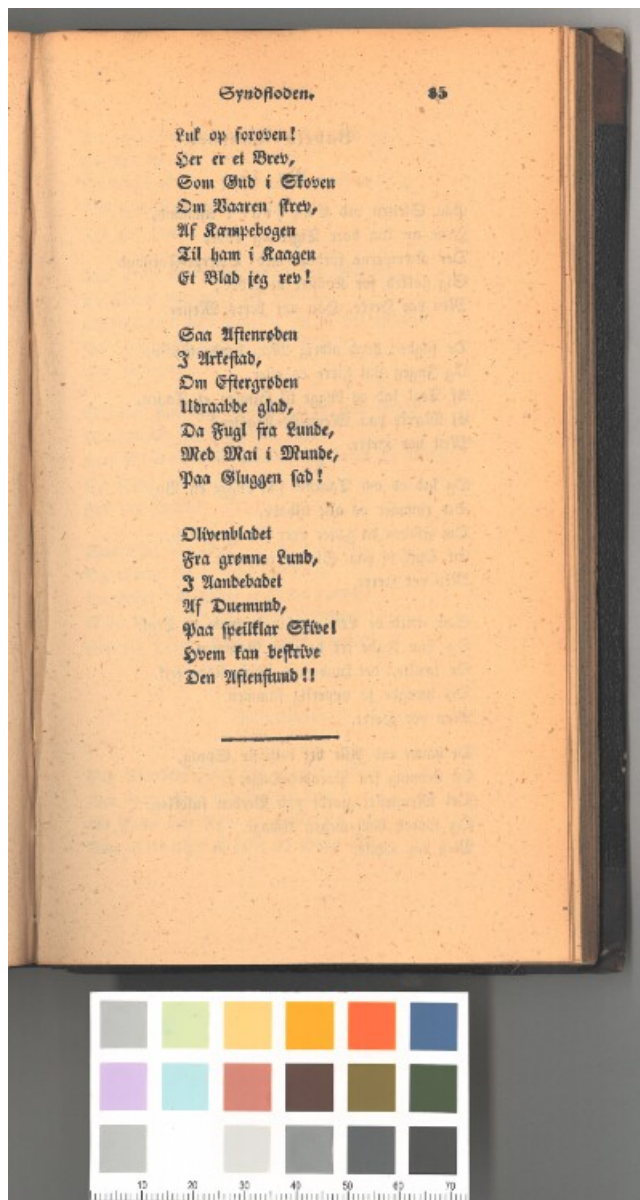 Syndfloden. 85
Luk op foroven!
Her er et Brev,
Som Gud i Skoven
Om Vaaren skrev,
Af Kæmpebogen
Til ham i Kaagen
Et Blad jeg rev!
Saa Aftenrøden
I Arkestad,
Om Eftergrøden
Udraabde glad,
Da Fugl fra Lunde,
Med Mai i Munde,
Paa Gluggen sad!
Olivenbladet
Fra grønne Lund,
I Aandebadet
Af Duemund,
Paa speilklar Skive!
Hvem kan beskrive
Den Aftenstund!!
10 20 30 40 50 60 70